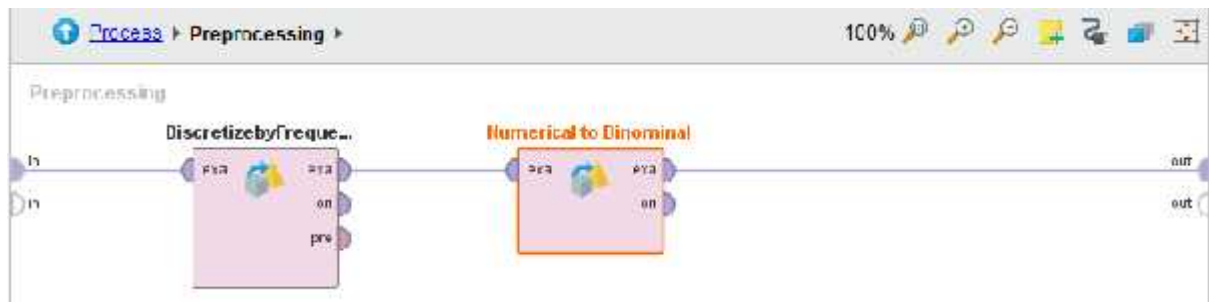 Process ▸ Preprocessing ▸
100%
Preprocessing
DiscretizebyFreque...
Numerical to Binominal
in
exa
exa
exa
exa
out
in
ori
ori
out
pre